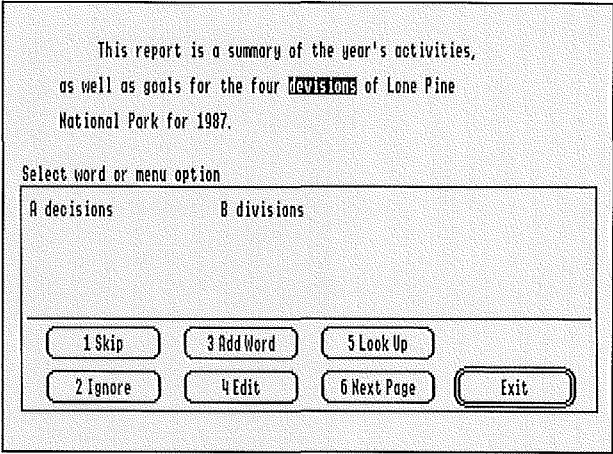 This report is a summary of the year's activities,
as well as goals for the four devisions of Lone Pine
National Park for 1987.
Select word or menu option
A decisions B divisions
1 Skip 3 Add Word 5 Look Up
2 Ignore 4 Edit 6 Next Page Exit